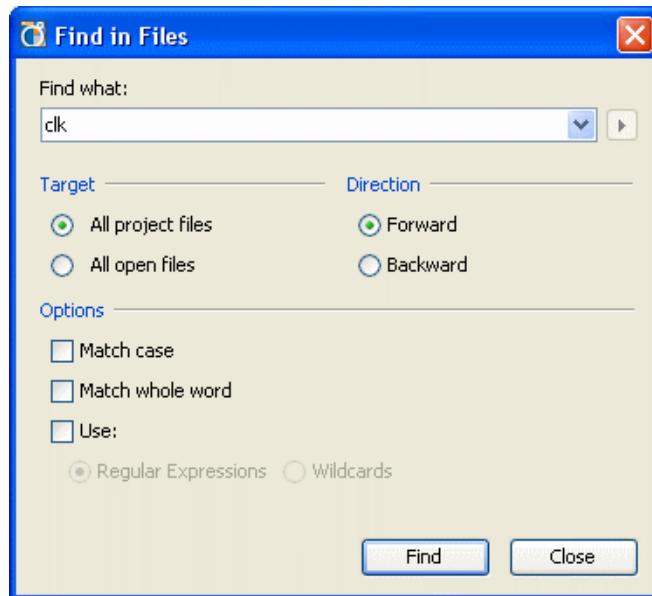 Find in Files
Find what:
clk
Target
Direction
All project files
Forward
All open files
Backward
Options
Match case
Match whole word
Use:
Regular Expressions Wildcards
Find Close